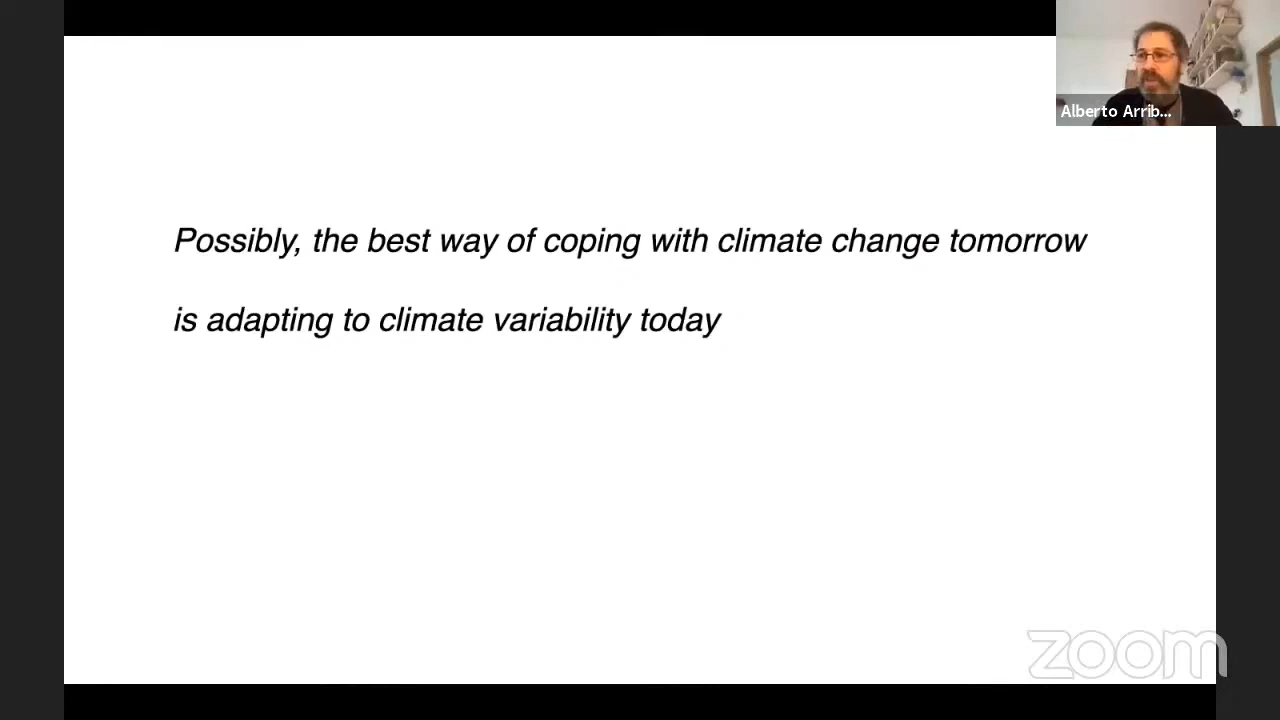 Alberto Arrib...
Possibly, the best way of coping with climate change tomorrow
is adapting to climate variability today
zoom